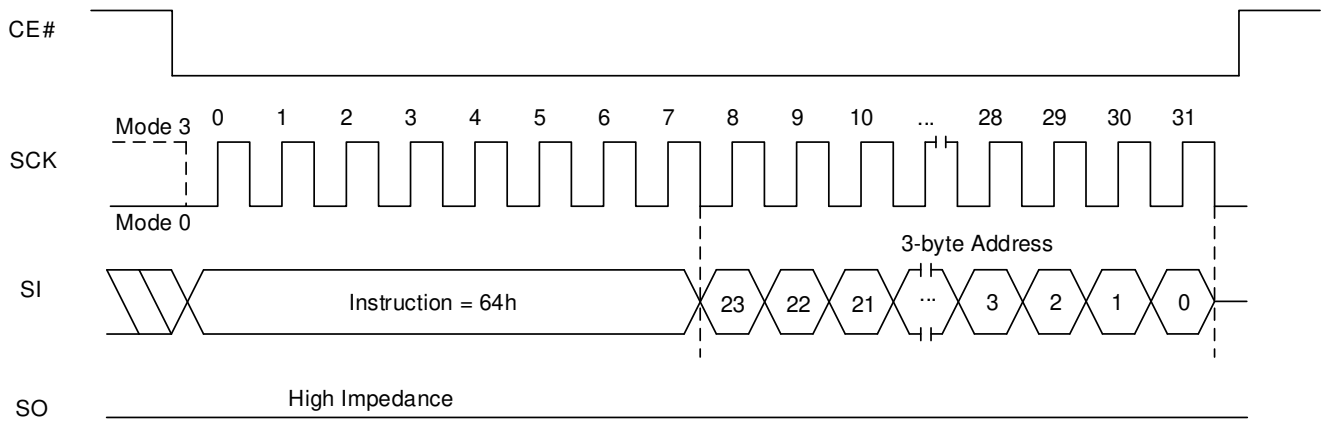 CE#
Mode 3 0 1 2 3 4 5 6 7 8 9 10 ... 28 29 30 31
SCK
Mode 0
3-byte Address
SI
Instruction = 64h 23 22 21 ... 3 2 1 0
High Impedance
SO